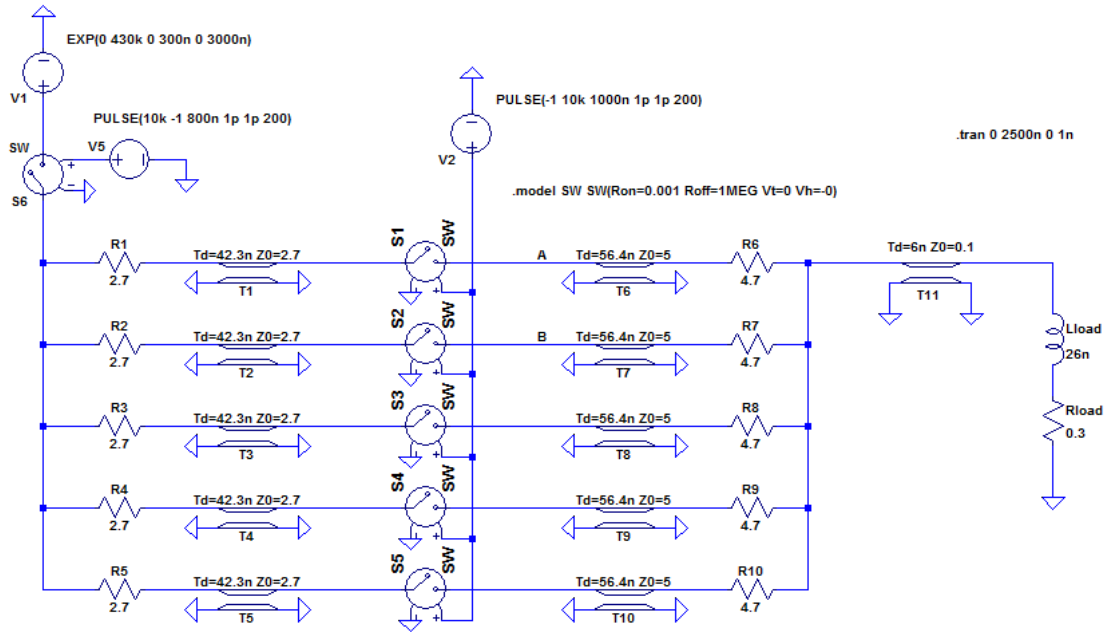 EXP(0 430k 0 300n 0 3000n)
V1
PULSE(10k -1 800n 1p 1p 200)
SW
V5
+
-
S6
PULSE(-1 10k 1000n 1p 1p 200)
V2
.tran 0 2500n 0 1n
.model SW SW(Ron=0.001 Roff=1MEG Vt=0 Vh=-0)
R1
2.7
Td=42.3n Z0=2.7
T1
S1
SW
A
Td=56.4n Z0=5
T6
R6
4.7
Td=6n Z0=0.1
T11
R2
2.7
Td=42.3n Z0=2.7
T2
S2
SW
B
Td=56.4n Z0=5
T7
R7
4.7
Lload
26n
R3
2.7
Td=42.3n Z0=2.7
T3
S3
SW
Td=56.4n Z0=5
T8
R8
4.7
Rload
0.3
R4
2.7
Td=42.3n Z0=2.7
T4
S4
SW
Td=56.4n Z0=5
T9
R9
4.7
R5
2.7
Td=42.3n Z0=2.7
T5
S5
SW
Td=56.4n Z0=5
T10
R10
4.7